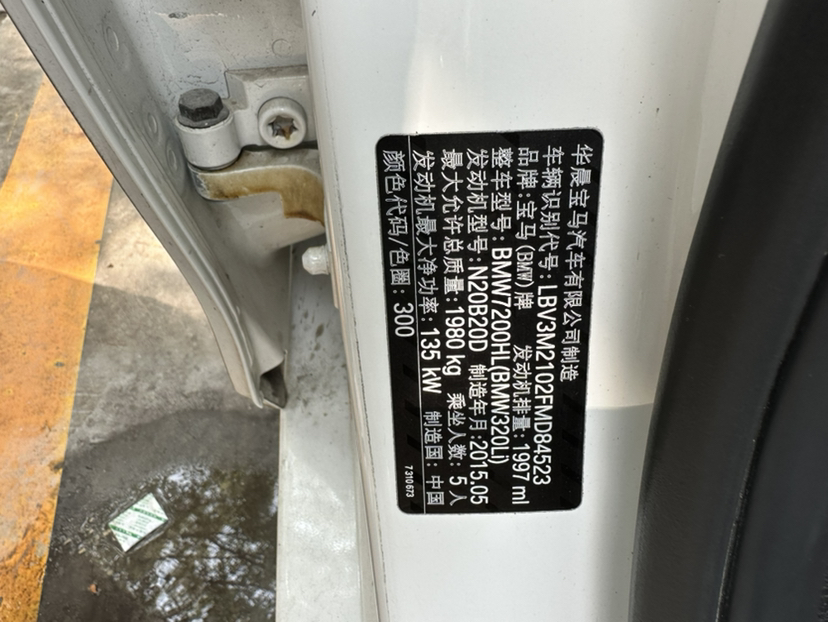 华晨宝马汽车有限公司制造
车辆识别代号: LBV3M2102FMD84523
品牌:宝马(BMW)牌 发动机排量: 1997 ml
整车型号: BMW7200HL(BMW320Li)
发动机型号: N20B20D 制造年月:2015.05
最大允许总质量: 1980 kg 乘坐人数: 5 人
发动机最大净功率: 135 kW 制造国: 中国
颜色代码/色圈: 300
7 310 673